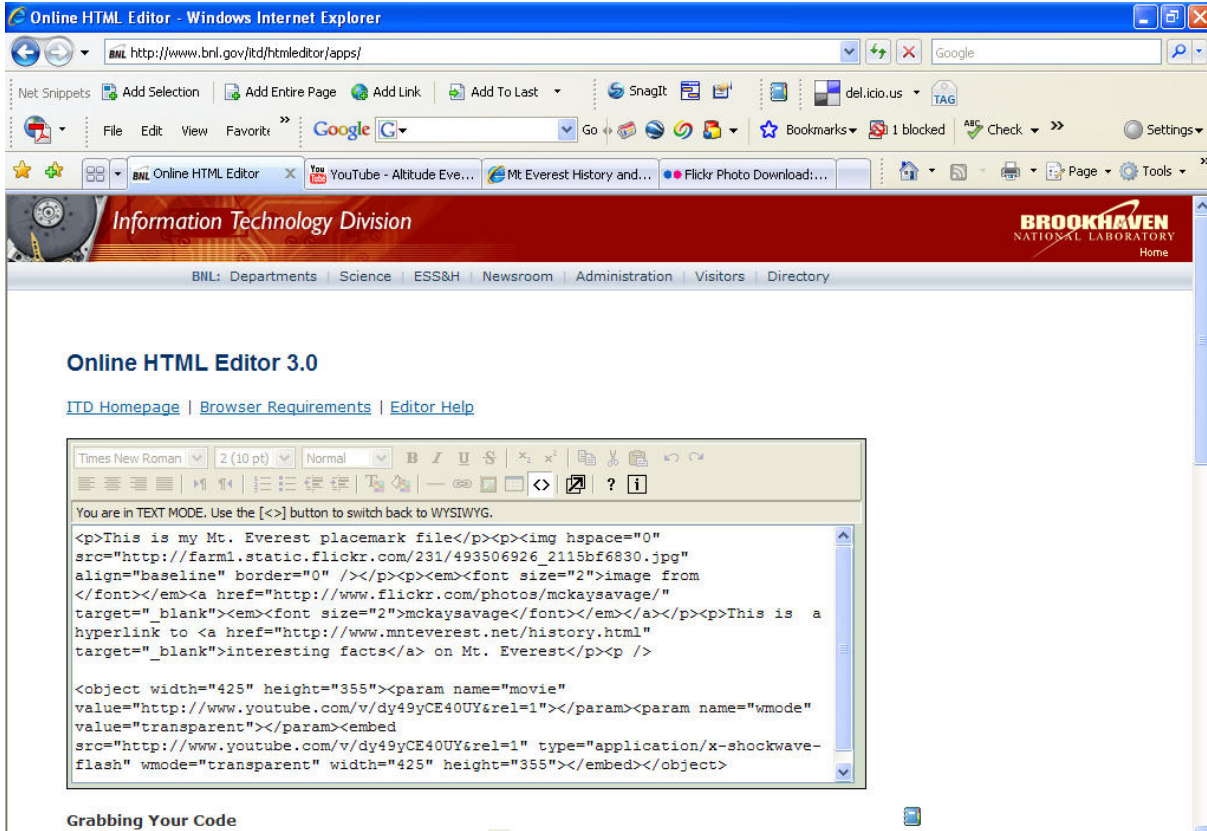 Online HTML Editor - Windows Internet Explorer
BNL http://www.bnl.gov/itd/htmleditor/apps/ Google
Net Snippets Add Selection Add Entire Page Add Link Add To Last SnagIt del.icio.us TAG
File Edit View Favorite » Google G Go Bookmarks 1 blocked ABC Check » Settings
BNL Online HTML Editor X You Tube YouTube - Altitude Eve... Mt Everest History and... Flickr Photo Download:... Page Tools »
Information Technology Division
BROOKHAVEN
NATIONAL LABORATORY
Home
BNL: Departments | Science | ESS&H | Newsroom | Administration | Visitors | Directory
Online HTML Editor 3.0
ITD Homepage | Browser Requirements | Editor Help
Times New Roman 2 (10 pt) Normal B I U S ×₂ ×²
T <> ? i
You are in TEXT MODE. Use the [<>] button to switch back to WYSIWYG.
<p>This is my Mt. Everest placemark file</p><p><img hspace="0"
src="http://farm1.static.flickr.com/231/493506926_2115bf6830.jpg"
align="baseline" border="0" /></p><p><em><font size="2">image from
</font></em><a href="http://www.flickr.com/photos/mckaysavage/"
target="_blank"><em><font size="2">mckaysavage</font></em></a></p><p>This is  a
hyperlink to <a href="http://www.mnteverest.net/history.html"
target="_blank">interesting facts</a> on Mt. Everest</p><p />
<object width="425" height="355"><param name="movie"
value="http://www.youtube.com/v/dy49yCE40UY&rel=1"></param><param name="wmode"
value="transparent"></param><embed
src="http://www.youtube.com/v/dy49yCE40UY&rel=1" type="application/x-shockwave-
flash" wmode="transparent" width="425" height="355"></embed></object>
Grabbing Your Code